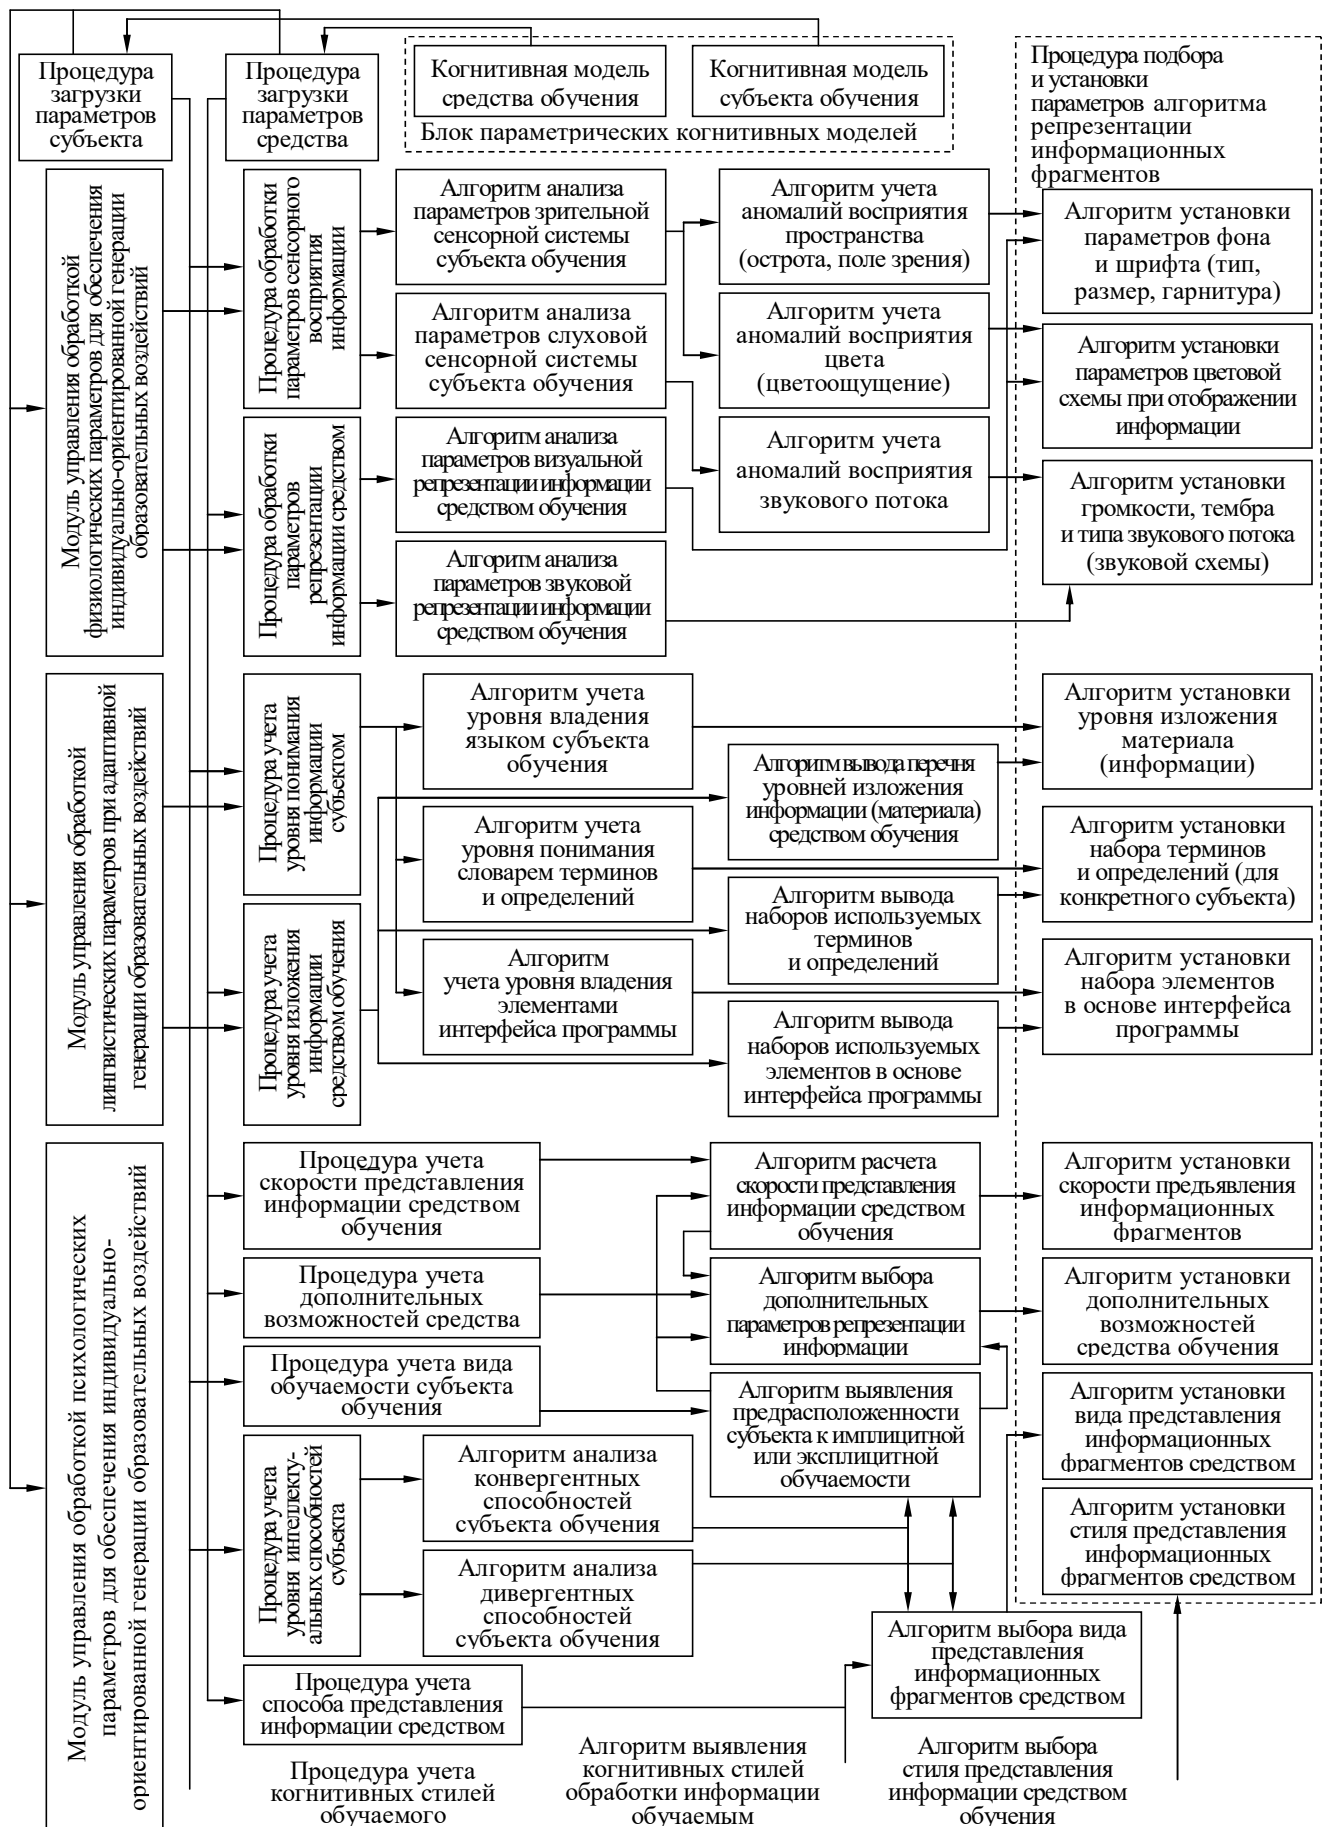 Процедура
загрузки
параметров
субъекта
Процедура
загрузки
параметров
средства
Когнитивная модель
средства обучения
Когнитивная модель
субъекта обучения
Блок параметрических когнитивных моделей
Процедура подбора
и установки
параметров алгоритма
репрезентации
информационных
фрагментов
Модуль управления обработкой
физиологических параметров для обеспечения
индивидуально-ориентированной генерации
образовательных воздействий
Процедура обработки
параметров сенсорного
восприятия
информации
Алгоритм анализа
параметров зрительной
сенсорной системы
субъекта обучения
Алгоритм учета
аномалий восприятия
пространства
(острота, поле зрения)
Алгоритм установки
параметров фона
и шрифта (тип,
размер, гарнитура)
Алгоритм анализа
параметров слуховой
сенсорной системы
субъекта обучения
Алгоритм учета
аномалий восприятия
цвета
(цветоощущение)
Алгоритм установки
параметров цветовой
схемы при отображении
информации
Процедура обработки
параметров
репрезентации
информации средством
Алгоритм анализа
параметров визуальной
репрезентации информации
средством обучения
Алгоритм учета
аномалий восприятия
звукового потока
Алгоритм установки
громкости, тембра
и типа звукового потока
(звуковой схемы)
Алгоритм анализа
параметров звуковой
репрезентации информации
средством обучения
Модуль управления обработкой
лингвистических параметров при адаптивной
генерации образовательных воздействий
Процедура учета
уровня понимания
информации
субъектом
Алгоритм учета
уровня владения
языком субъекта
обучения
Алгоритм вывода перечня
уровней изложения
информации (материала)
средством обучения
Алгоритм установки
уровня изложения
материала
(информации)
Алгоритм учета
уровня понимания
словарем терминов
и определений
Алгоритм установки
набора терминов
и определений (для
конкретного субъекта)
Процедура учета
уровня изложения
информации
средством обучения
Алгоритм вывода
наборов используемых
терминов
и определений
Алгоритм
учета уровня владения
элементами
интерфейса программы
Алгоритм установки
набора элементов
в основе интерфейса
программы
Алгоритм вывода
наборов используемых
элементов в основе
интерфейса программы
Модуль управления обработкой психологических
параметров для обеспечения индивидуально-
ориентированной генерации образовательных воздействий
Процедура учета
скорости представления
информации средством
обучения
Алгоритм расчета
скорости представления
информации средством
обучения
Алгоритм установки
скорости предъявления
информационных
фрагментов
Процедура учета
дополнительных
возможностей средства
Алгоритм выбора
дополнительных
параметров репрезентации
информации
Алгоритм установки
дополнительных
возможностей
средства обучения
Процедура учета вида
обучаемости субъекта
обучения
Алгоритм выявления
предрасположенности
субъекта к имплицитной
или эксплицитной
обучаемости
Алгоритм установки
вида представления
информационных
фрагментов средством
Процедура учета
уровня интеллекту-
альных способностей
субъекта
Алгоритм анализа
конвергентных
способностей
субъекта обучения
Алгоритм установки
стиля представления
информационных
фрагментов средством
Алгоритм анализа
дивергентных
способностей
субъекта обучения
Алгоритм выбора вида
представления
информационных
фрагментов средством
Процедура учета
способа представления
информации средством
Процедура учета
когнитивных стилей
обучаемого
Алгоритм выявления
когнитивных стилей
обработки информации
обучаемым
Алгоритм выбора
стиля представления
информации средством
обучения